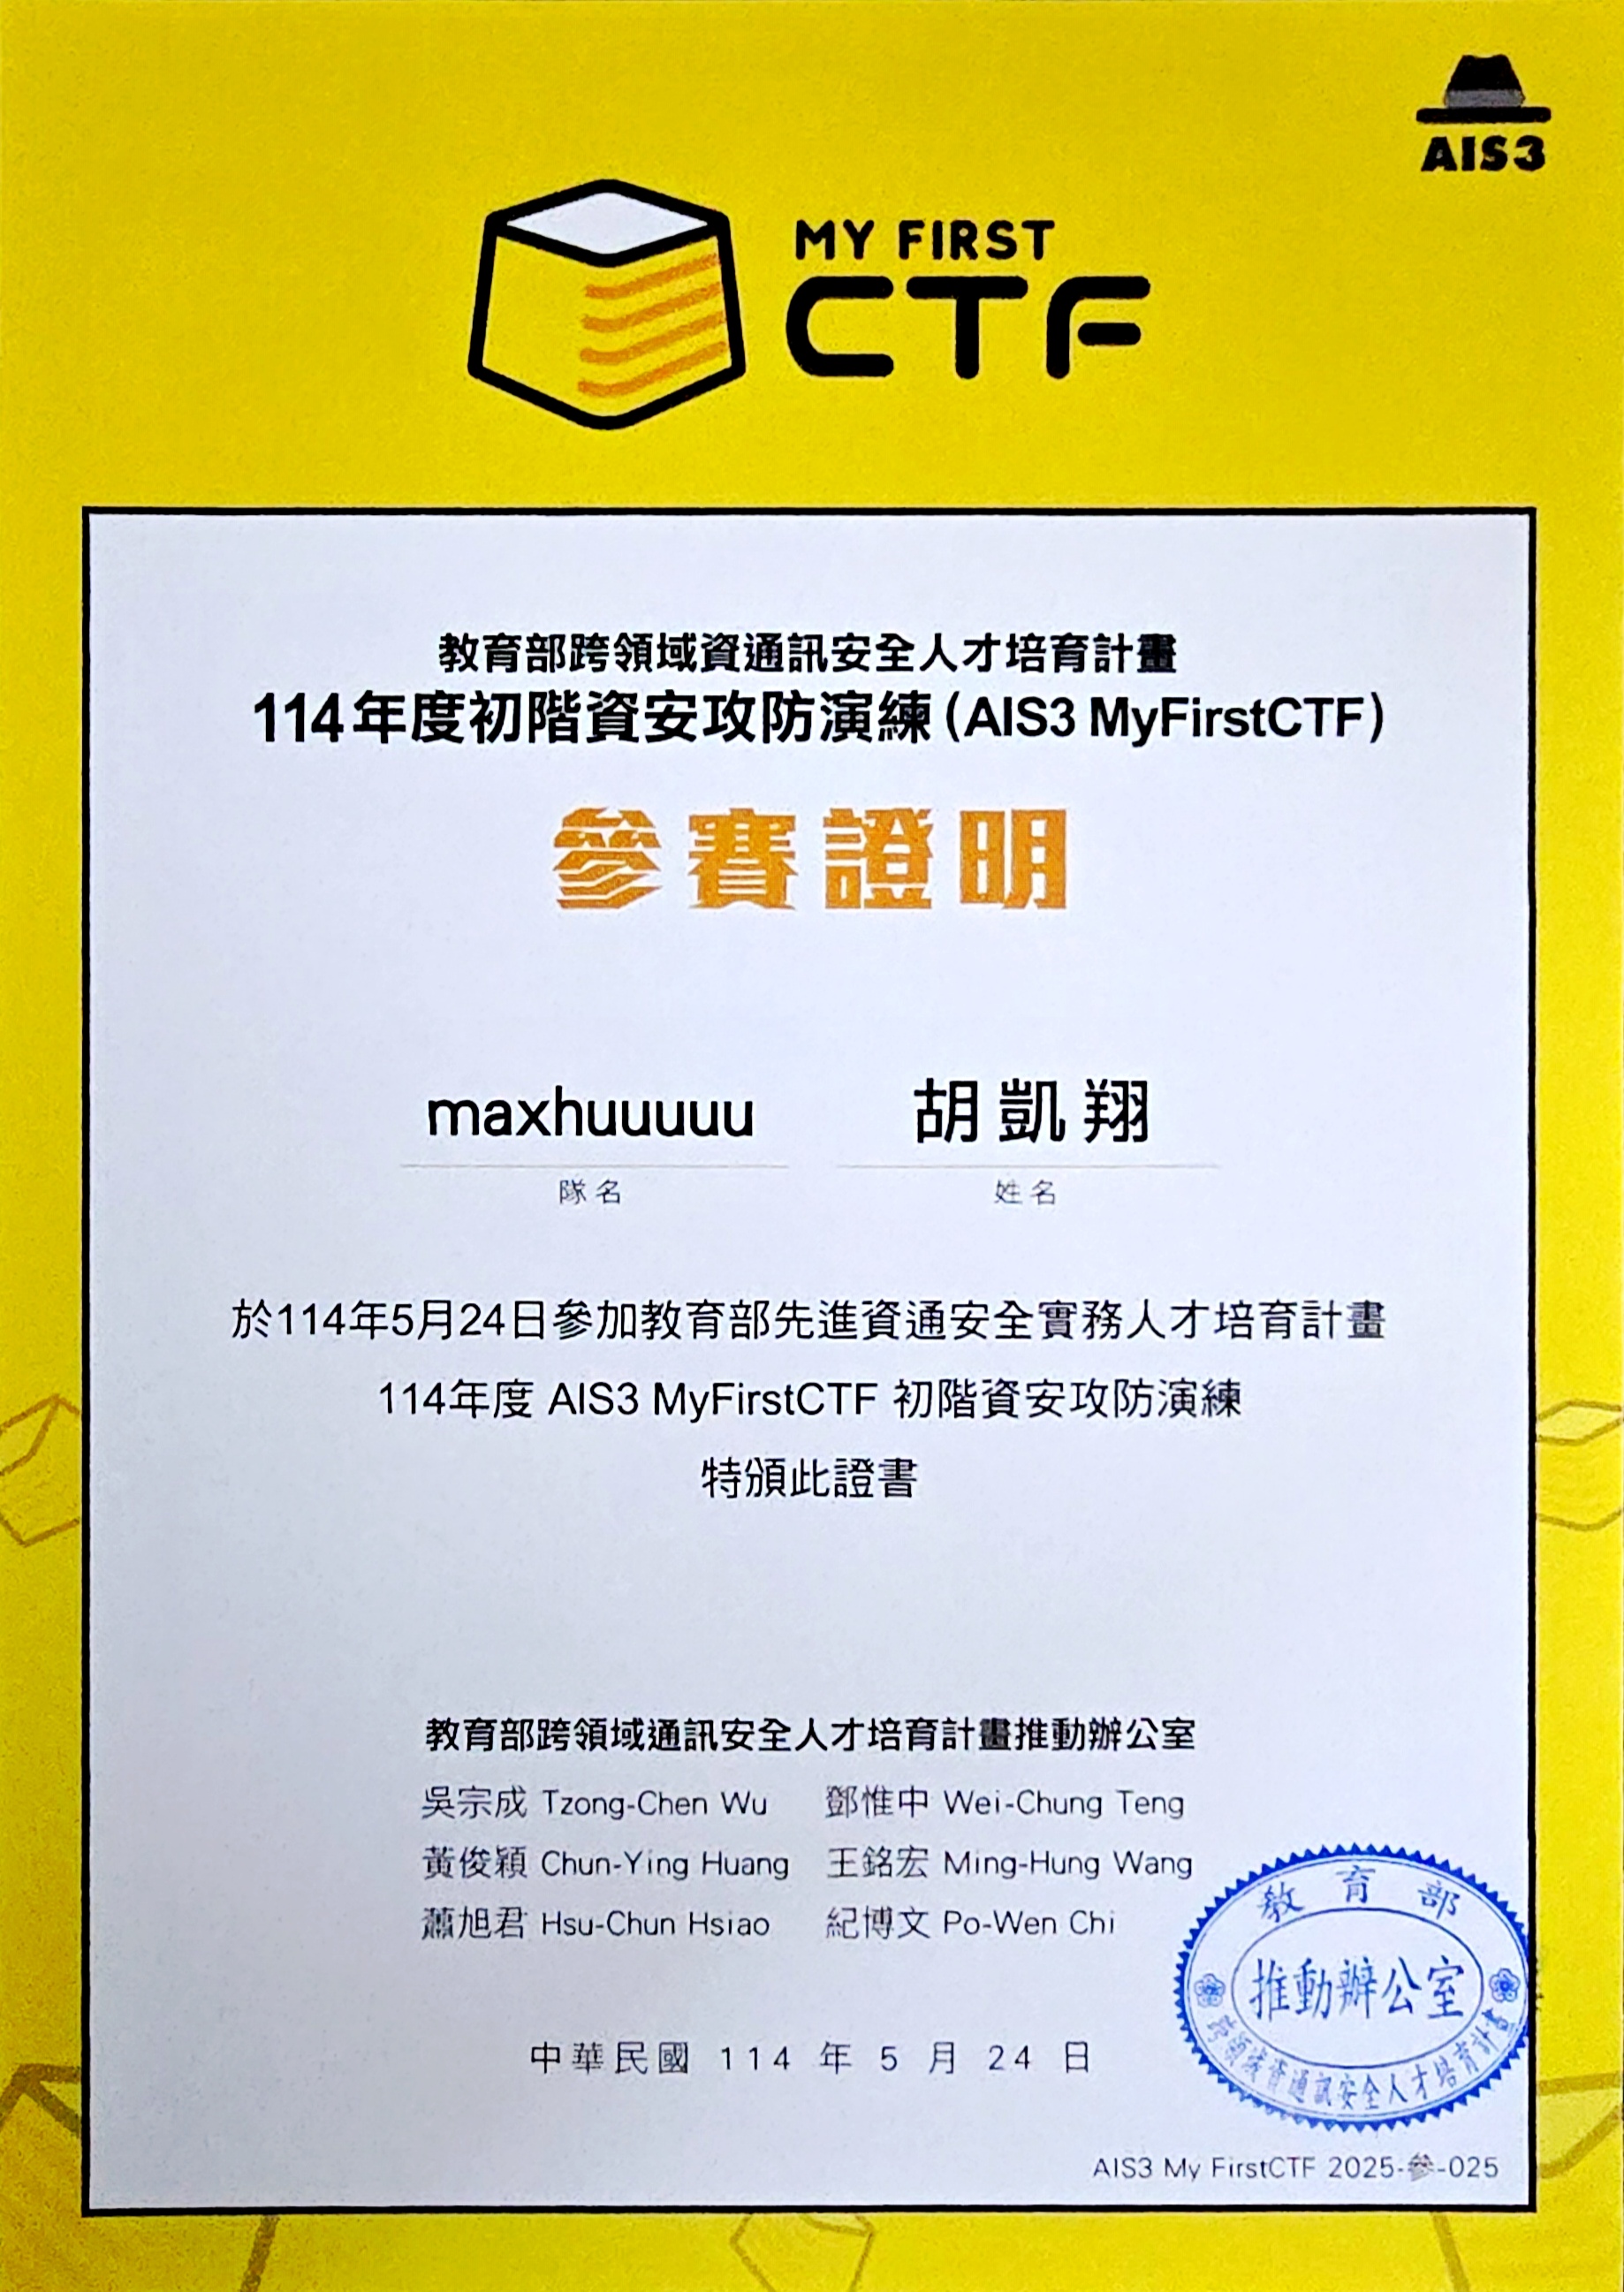 AIS3
MY FIRST
CTF
教育部跨領域資通訊安全人才培育計畫
114年度初階資安攻防演練(AIS3 MyFirstCTF)
參賽證明
maxhuuuuu 胡凱翔
隊名 姓名
於114年5月24日參加教育部先進資通安全實務人才培育計畫
114年度 AIS3 MyFirstCTF 初階資安攻防演練
特頒此證書
教育部跨領域通訊安全人才培育計畫推動辦公室
吳宗成 Tzong-Chen Wu 鄧惟中 Wei-Chung Teng
黃俊穎 Chun-Ying Huang 王銘宏 Ming-Hung Wang
蕭旭君 Hsu-Chun Hsiao 紀博文 Po-Wen Chi
教育部
推動辦公室
跨領域資通訊安全人才培育計畫
中華民國 114 年 5 月 24 日
AIS3 My FirstCTF 2025-參-025